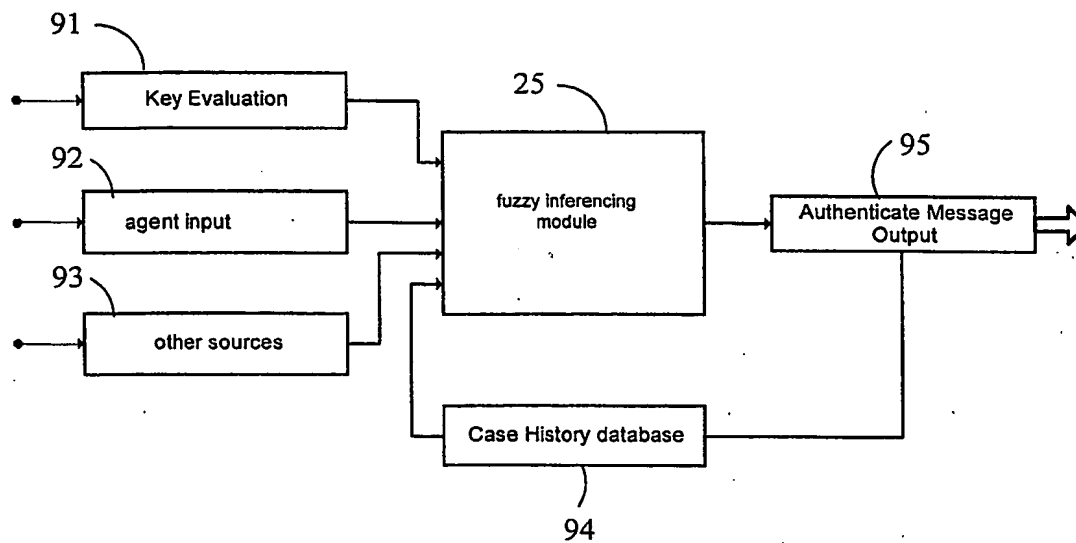 91
Key Evaluation
92
agent input
93
other sources
25
fuzzy inferencing
module
95
Authenticate Message
Output
Case History database
94